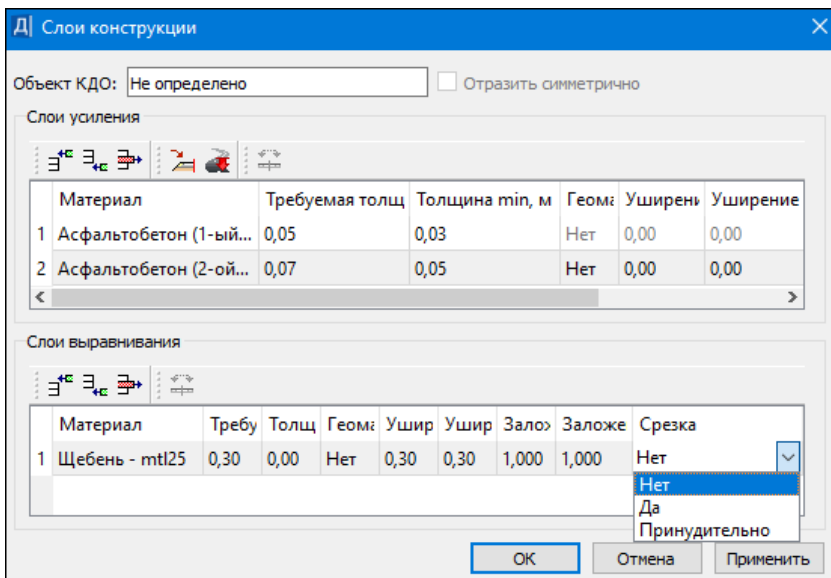 Д| Слои конструкции
Объект КДО: Не определено Отразить симметрично
Слои усиления
Материал Требуемая толщ Толщина min, м Геома Уширени Уширение
1 Асфальтобетон (1-ый... 0,05 0,03 Нет 0,00 0,00
2 Асфальтобетон (2-ой... 0,07 0,05 Нет 0,00 0,00
Слои выравнивания
Материал Требу Толщ Геома Ушир Ушир Залож Заложе Срезка
1 Щебень - mtl25 0,30 0,00 Нет 0,30 0,30 1,000 1,000 Нет
Нет
Да
Принудительно
ОК Отмена Применить